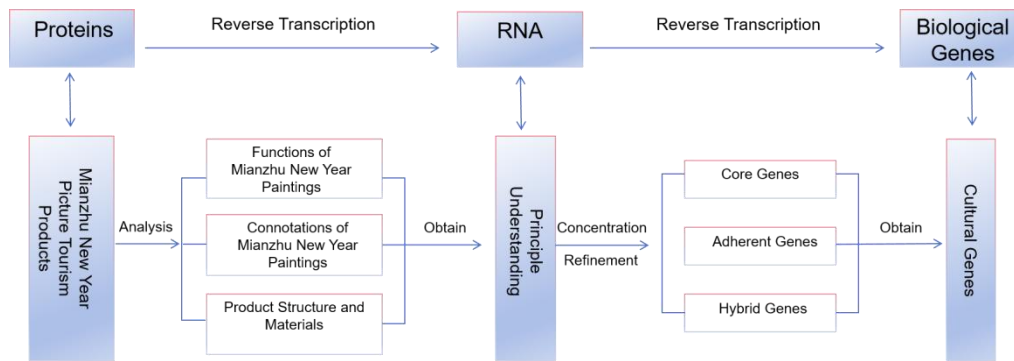 Proteins
Reverse Transcription
RNA
Reverse Transcription
Biological
Genes
Mianzhu New Year
Picture Tourism
Products
Analysis
Functions of
Mianzhu New Year
Paintings
Connotations of
Mianzhu New Year
Paintings
Product Structure and
Materials
Obtain
Principle
Understanding
Concentration
Refinement
Core Genes
Adherent Genes
Hybrid Genes
Obtain
Cultural Genes